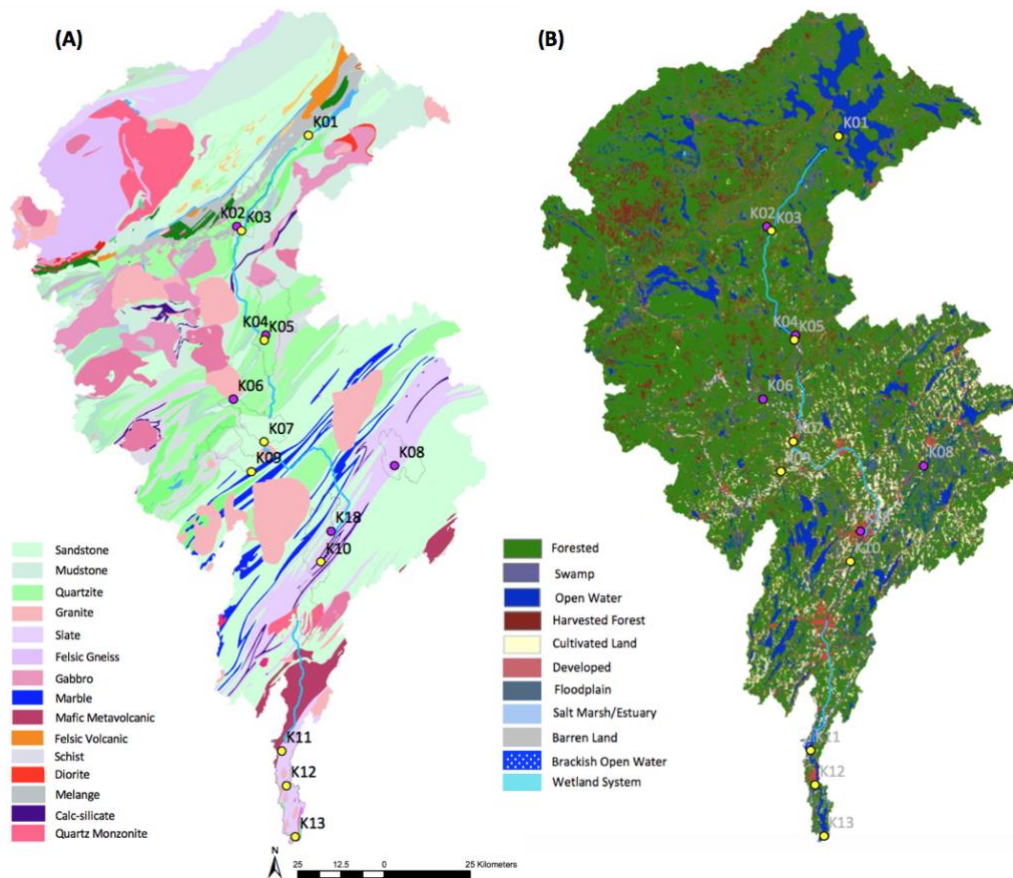 (A)
K01
K02
K03
K04
K05
K06
K07
K08
K09
K18
K10
K11
K12
K13
Sandstone
Mudstone
Quartzite
Granite
Slate
Felsic Gneiss
Gabbro
Marble
Mafic Metavolcanic
Felsic Volcanic
Schist
Diorite
Melange
Calc-silicate
Quartz Monzonite
N
25 12.5 0 25 Kilometers
(B)
K01
K02
K03
K04
K05
K06
K07
K08
K09
K10
K11
K12
K13
Forested
Swamp
Open Water
Harvested Forest
Cultivated Land
Developed
Floodplain
Salt Marsh/Estuary
Barren Land
Brackish Open Water
Wetland System